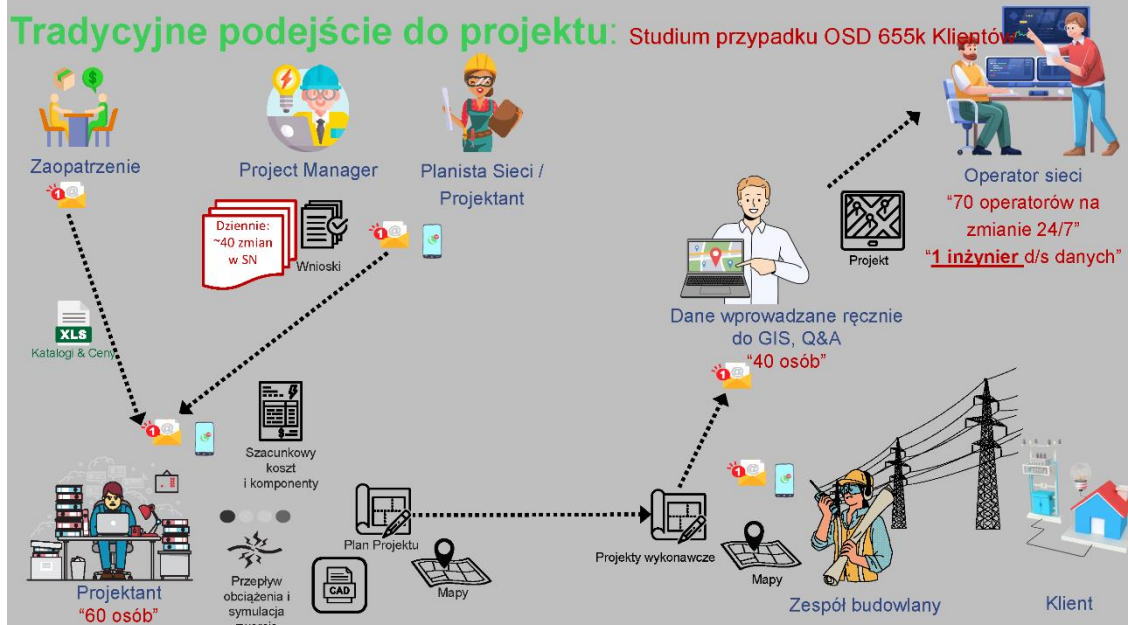 Tradycyjne podejście do projektu: Studium przypadku OSD 655k Klientów
Zaopatrzenie
Project Manager
Planista Sieci /
Projektant
Dziennie:
~40 zmian
w SN
Wnioski
XLS
Katalogi & Ceny
Szacunkowy
koszt
i komponenty
Projektant
"60 osób"
Przepływ
obciążenia i
symulacja
CAD
Plan Projektu
Mapy
Projekty wykonawcze
Mapy
Zespół budowlany
Klient
Dane wprowadzane ręcznie
do GIS, Q&A
"40 osób"
Projekt
Operator sieci
"70 operatorów na
zmianie 24/7"
"1 inżynier d/s danych"